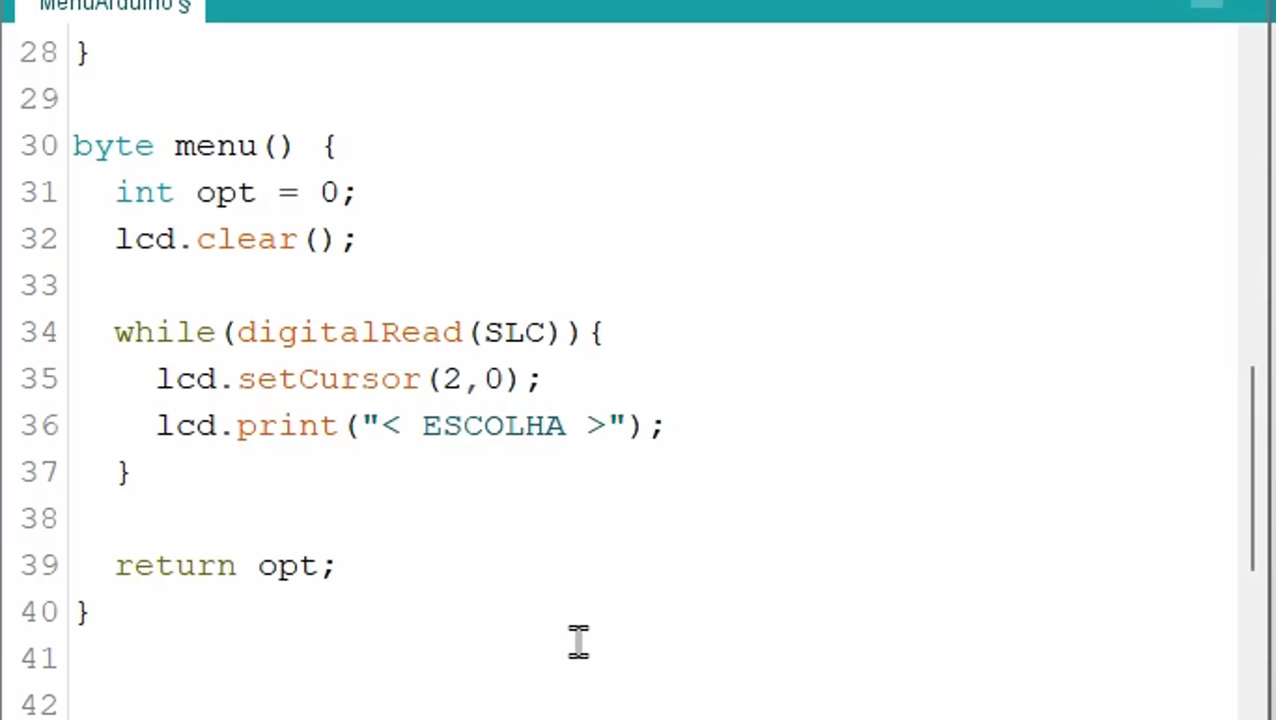 MenuArduino §
28 }
29
30 byte menu() {
31 int opt = 0;
32 lcd.clear();
33
34 while(digitalRead(SLC)){
35 lcd.setCursor(2,0);
36 lcd.print("< ESCOLHA >");
37 }
38
39 return opt;
40 }
41
42